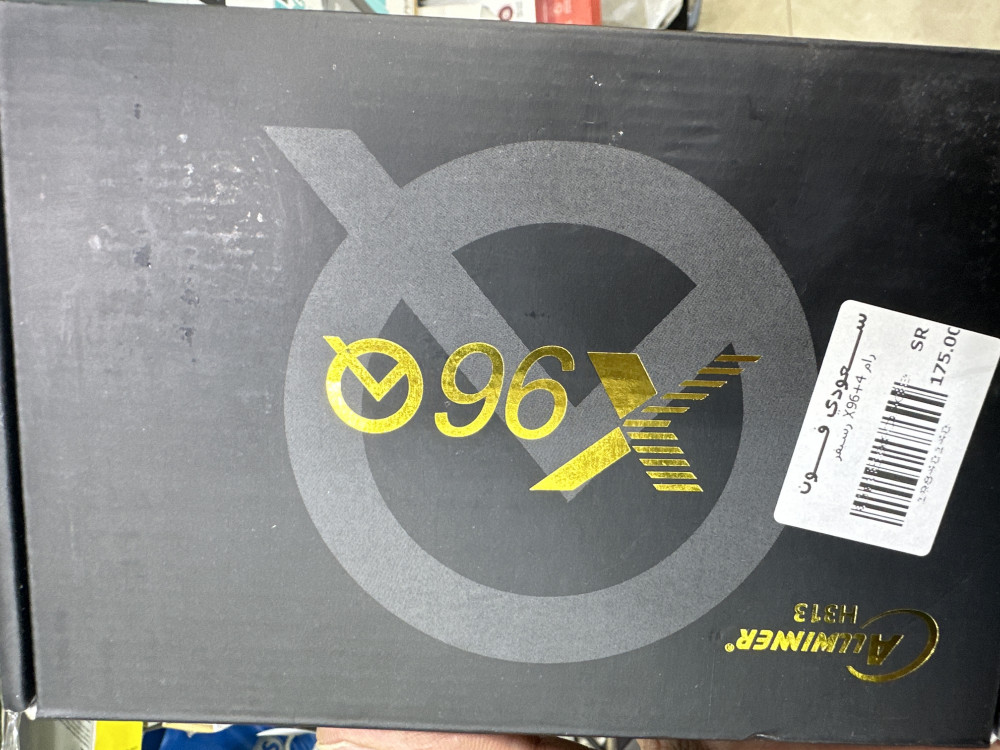 X96Q
ALLWINNER®
H313
سعودي فون
رسيفر X96+4 رام
SR 175.00